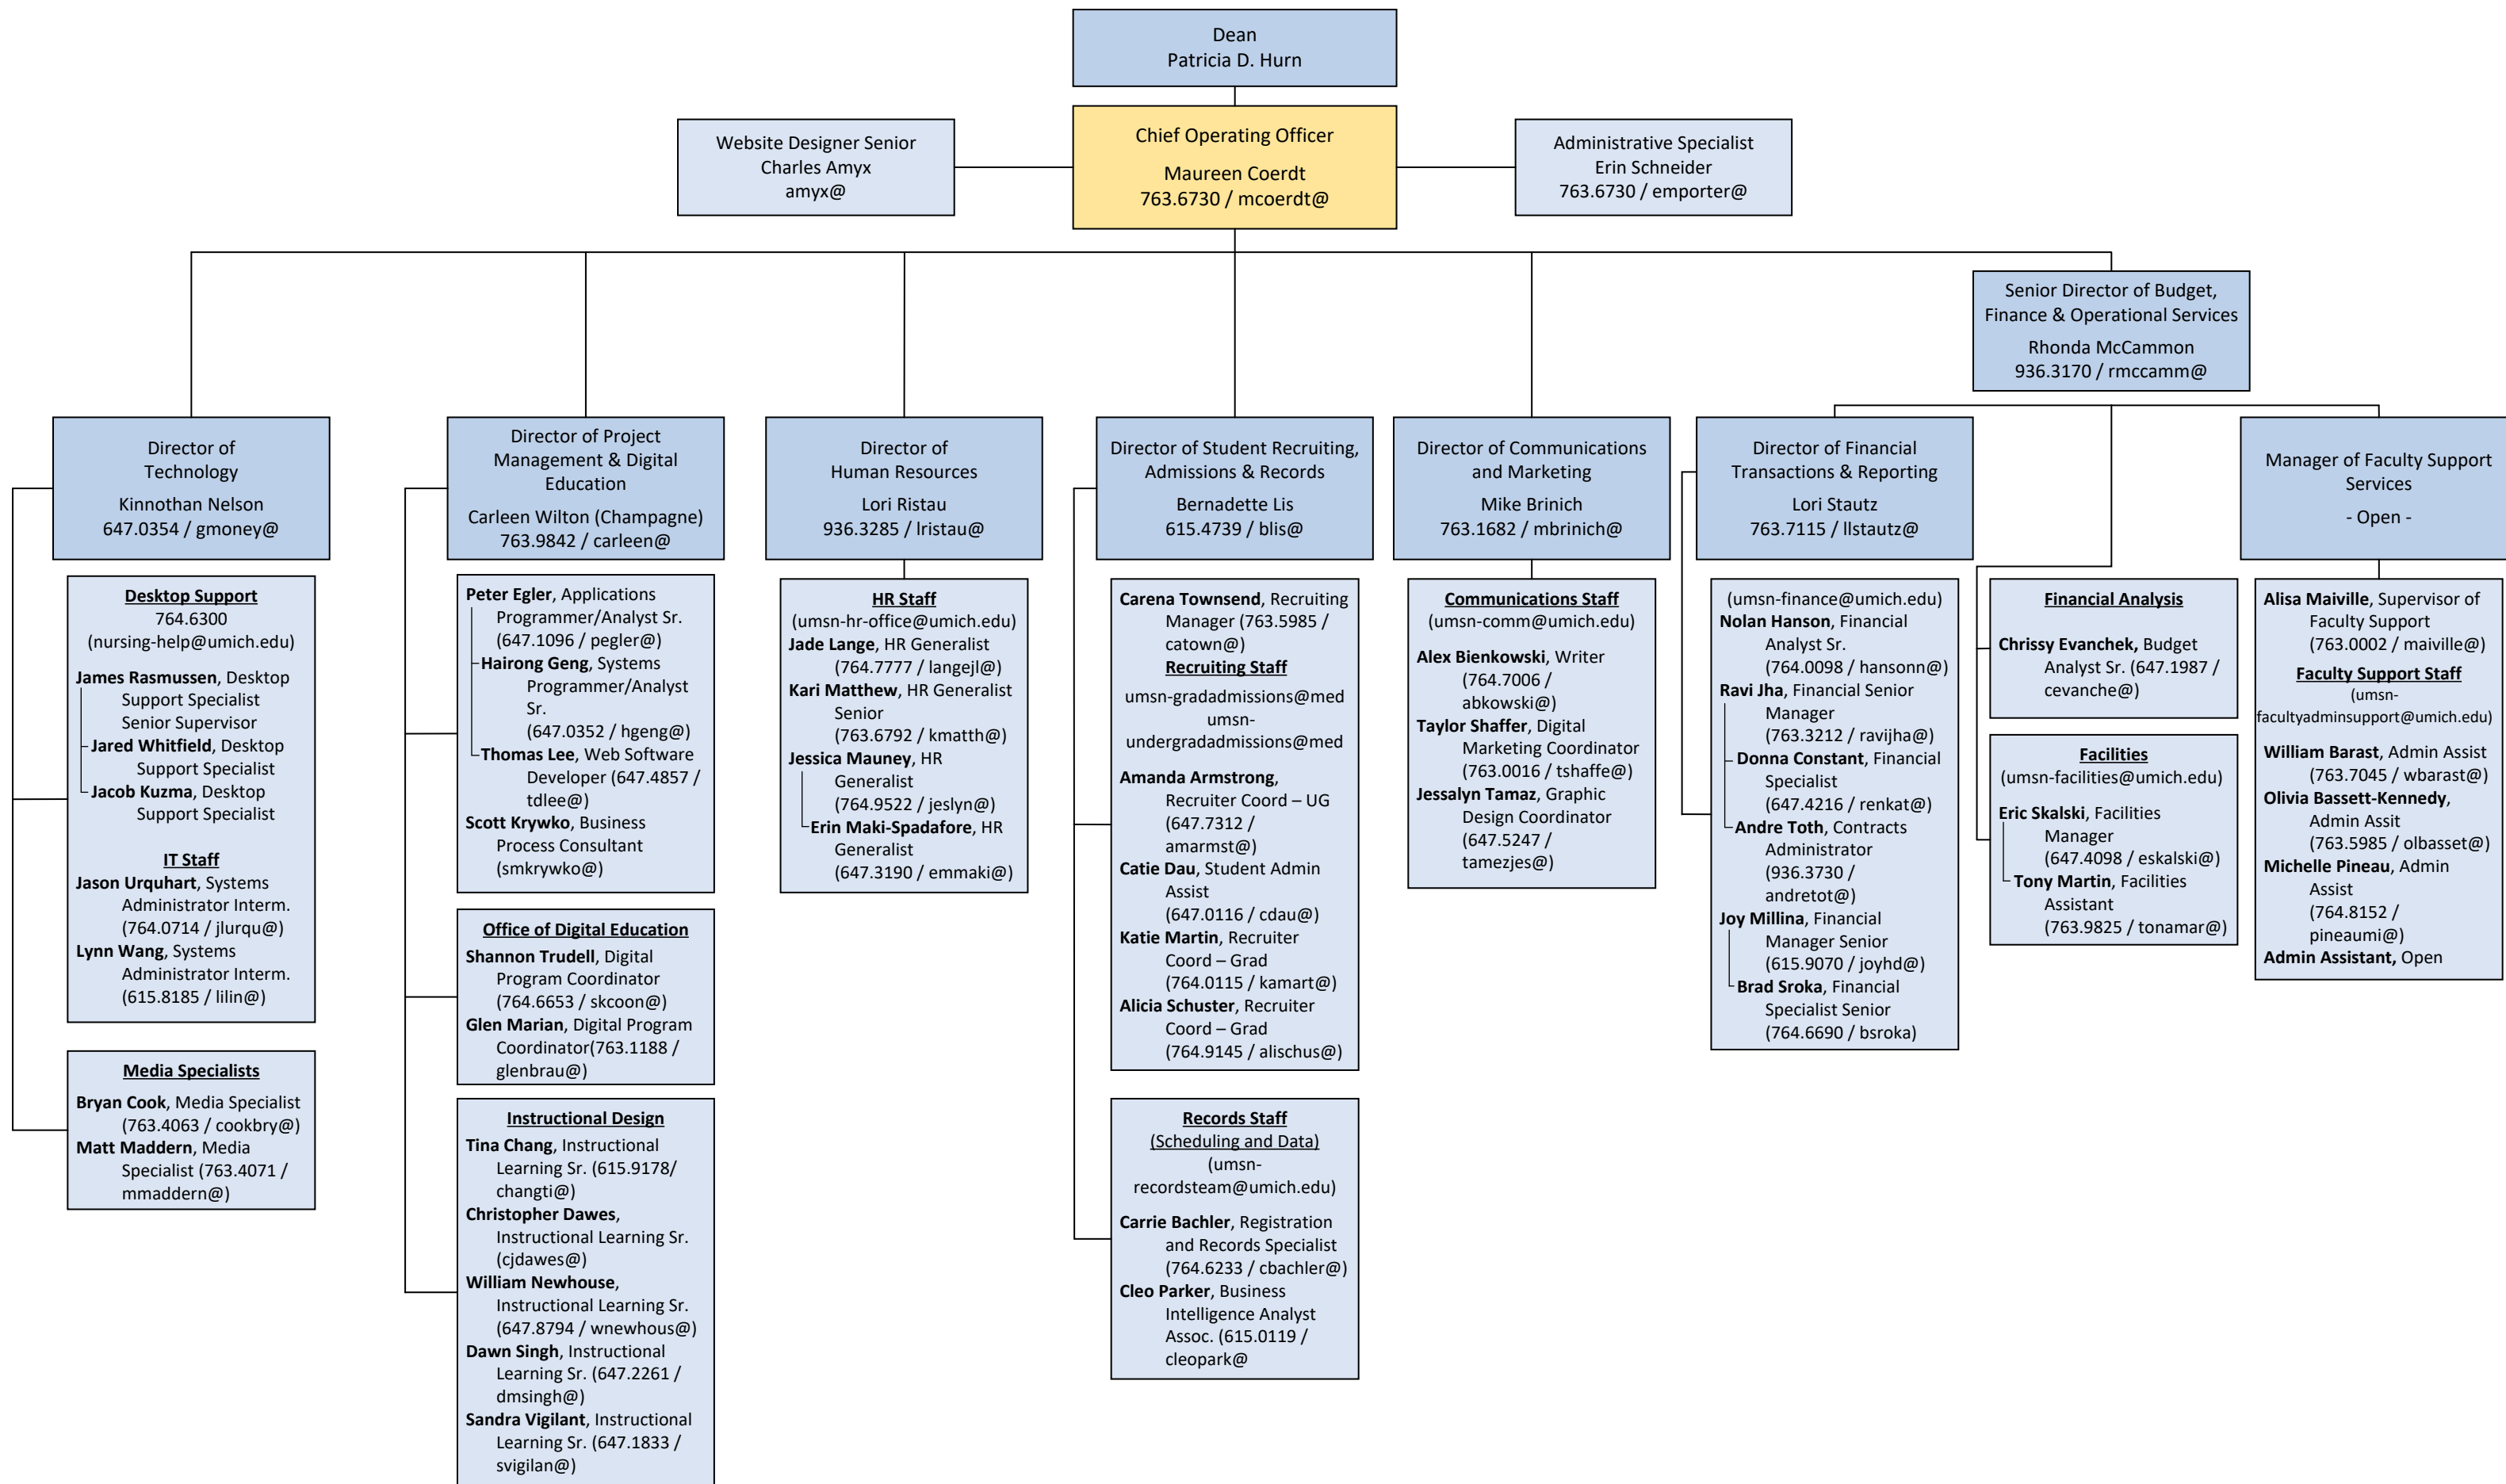 Dean
Patricia D. Hurn
Website Designer Senior
Charles Amyx
amyx@
Chief Operating Officer
Maureen Coerdt
763.6730 / mcoerdt@
Administrative Specialist
Erin Schneider
763.6730 / emporter@
Senior Director of Budget,
Finance & Operational Services
Rhonda McCammon
936.3170 / rmccamm@
Director of
Technology
Kinnothan Nelson
647.0354 / gmoney@
Director of Project
Management & Digital
Education
Carleen Wilton (Champagne)
763.9842 / carleen@
Director of
Human Resources
Lori Ristau
936.3285 / lristau@
Director of Student Recruiting,
Admissions & Records
Bernadette Lis
615.4739 / blis@
Director of Communications
and Marketing
Mike Brinich
763.1682 / mbrinich@
Director of Financial
Transactions & Reporting
Lori Stautz
763.7115 / llstautz@
Manager of Faculty Support
Services
- Open -
Desktop Support
764.6300
(nursing-help@umich.edu)
James Rasmussen, Desktop
Support Specialist
Senior Supervisor
Jared Whitfield, Desktop
Support Specialist
Jacob Kuzma, Desktop
Support Specialist
IT Staff
Jason Urquhart, Systems
Administrator Interm.
(764.0714 / jlurqu@)
Lynn Wang, Systems
Administrator Interm.
(615.8185 / lilin@)
Media Specialists
Bryan Cook, Media Specialist
(763.4063 / cookbry@)
Matt Maddern, Media
Specialist (763.4071 /
mmaddern@)
Peter Egler, Applications
Programmer/Analyst Sr.
(647.1096 / pegler@)
Hairong Geng, Systems
Programmer/Analyst
Sr.
(647.0352 / hgeng@)
Thomas Lee, Web Software
Developer (647.4857 /
tdlee@)
Scott Krywko, Business
Process Consultant
(smkrywko@)
Office of Digital Education
Shannon Trudell, Digital
Program Coordinator
(764.6653 / skcoon@)
Glen Marian, Digital Program
Coordinator(763.1188 /
glenbrau@)
Instructional Design
Tina Chang, Instructional
Learning Sr. (615.9178/
changti@)
Christopher Dawes,
Instructional Learning Sr.
(cjdawes@)
William Newhouse,
Instructional Learning Sr.
(647.8794 / wnewhous@)
Dawn Singh, Instructional
Learning Sr. (647.2261 /
dmsingh@)
Sandra Vigilant, Instructional
Learning Sr. (647.1833 /
svigilan@)
HR Staff
(umsn-hr-office@umich.edu)
Jade Lange, HR Generalist
(764.7777 / langejl@)
Kari Matthew, HR Generalist
Senior
(763.6792 / kmatth@)
Jessica Mauney, HR
Generalist
(764.9522 / jeslyn@)
Erin Maki-Spadafore, HR
Generalist
(647.3190 / emmaki@)
Carena Townsend, Recruiting
Manager (763.5985 /
catown@)
Recruiting Staff
umsn-gradadmissions@med
umsn-
undergradadmissions@med
Amanda Armstrong,
Recruiter Coord – UG
(647.7312 /
amarmst@)
Catie Dau, Student Admin
Assist
(647.0116 / cdau@)
Katie Martin, Recruiter
Coord – Grad
(764.0115 / kamart@)
Alicia Schuster, Recruiter
Coord – Grad
(764.9145 / alischus@)
Records Staff
(Scheduling and Data)
(umsn-
recordsteam@umich.edu)
Carrie Bachler, Registration
and Records Specialist
(764.6233 / cbachler@)
Cleo Parker, Business
Intelligence Analyst
Assoc. (615.0119 /
cleopark@
Communications Staff
(umsn-comm@umich.edu)
Alex Bienkowski, Writer
(764.7006 /
abkowski@)
Taylor Shaffer, Digital
Marketing Coordinator
(763.0016 / tshaffe@)
Jessalyn Tamaz, Graphic
Design Coordinator
(647.5247 /
tamezjes@)
(umsn-finance@umich.edu)
Nolan Hanson, Financial
Analyst Sr.
(764.0098 / hansonn@)
Ravi Jha, Financial Senior
Manager
(763.3212 / ravijha@)
Donna Constant, Financial
Specialist
(647.4216 / renkat@)
Andre Toth, Contracts
Administrator
(936.3730 /
andretot@)
Joy Millina, Financial
Manager Senior
(615.9070 / joyhd@)
Brad Sroka, Financial
Specialist Senior
(764.6690 / bsroka)
Financial Analysis
Chrissy Evanchek, Budget
Analyst Sr. (647.1987 /
cevanche@)
Facilities
(umsn-facilities@umich.edu)
Eric Skalski, Facilities
Manager
(647.4098 / eskalski@)
Tony Martin, Facilities
Assistant
(763.9825 / tonamar@)
Alisa Maiville, Supervisor of
Faculty Support
(763.0002 / maiville@)
Faculty Support Staff
(umsn-
facultyadminsupport@umich.edu)
William Barast, Admin Assist
(763.7045 / wbarast@)
Olivia Bassett-Kennedy,
Admin Assit
(763.5985 / olbasset@)
Michelle Pineau, Admin
Assist
(764.8152 /
pineaumi@)
Admin Assistant, Open